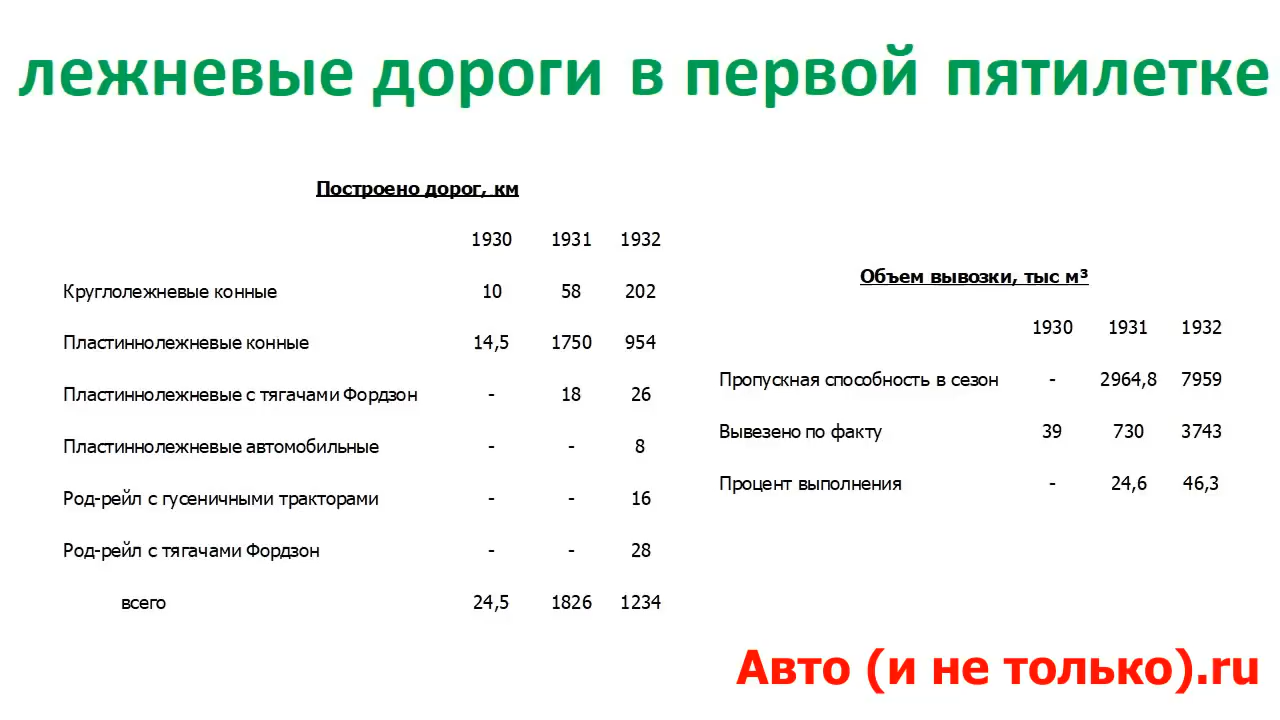 лежневые дороги в первой пятилетке
Построено дорог, км
1930 1931 1932
Круглолежневые конные 10 58 202
Пластиннолежневые конные 14,5 1750 954
Пластиннолежневые с тягачами Фордзон - 18 26
Пластиннолежневые автомобильные - - 8
Род-рейл с гусеничными тракторами - - 16
Род-рейл с тягачами Фордзон - - 28
всего 24,5 1826 1234
Объем вывозки, тыс м³
1930 1931 1932
Пропускная способность в сезон - 2964,8 7959
Вывезено по факту 39 730 3743
Процент выполнения - 24,6 46,3
Авто (и не только).ru